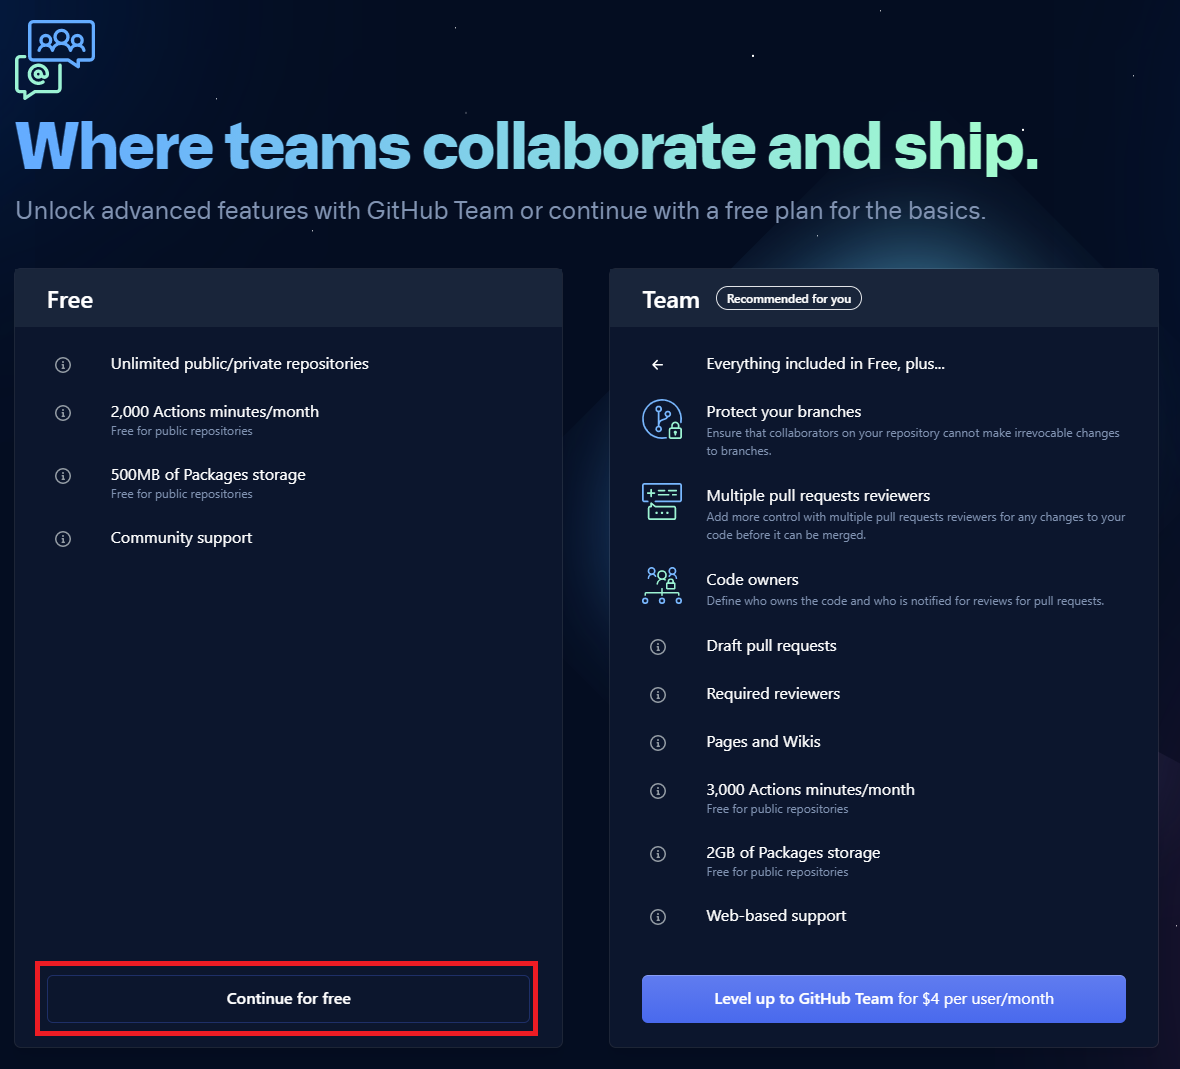 @
Where teams collaborate and ship.
Unlock advanced features with GitHub Team or continue with a free plan for the basics.
Free
Unlimited public/private repositories
2,000 Actions minutes/month
Free for public repositories
500MB of Packages storage
Free for public repositories
Community support
Continue for free
Team
Recommended for you
Everything included in Free, plus...
Protect your branches
Ensure that collaborators on your repository cannot make irrevocable changes
to branches.
Multiple pull requests reviewers
Add more control with multiple pull requests reviewers for any changes to your
code before it can be merged.
Code owners
Define who owns the code and who is notified for reviews for pull requests.
Draft pull requests
Required reviewers
Pages and Wikis
3,000 Actions minutes/month
Free for public repositories
2GB of Packages storage
Free for public repositories
Web-based support
Level up to GitHub Team for $4 per user/month